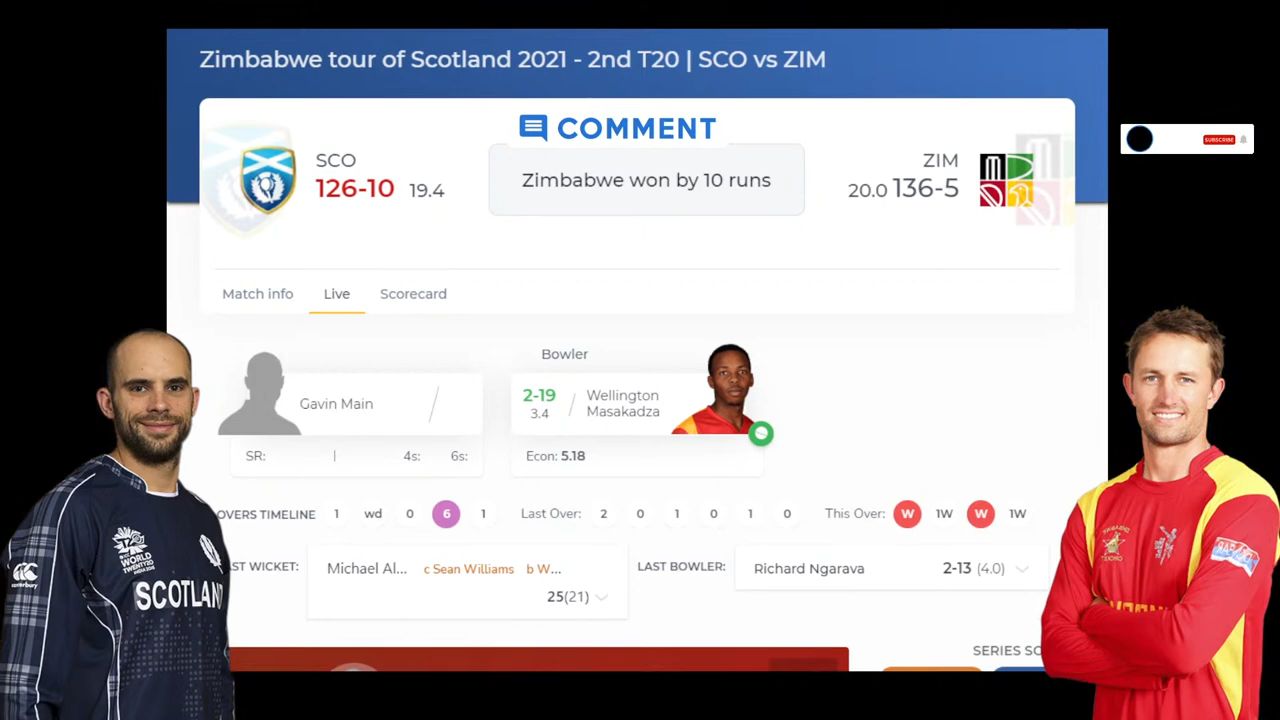 Zimbabwe tour of Scotland 2021 - 2nd T20 | SCO vs ZIM
COMMENT
SUBSCRIBE
SCO
126-10 19.4
Zimbabwe won by 10 runs
ZIM
20.0 136-5
Match info Live Scorecard
Bowler
Gavin Main
2-19
3.4
Wellington
Masakadza
SR: 4s: 6s:
Econ: 5.18
OVERS TIMELINE 1 wd 0 6 1 Last Over: 2 0 1 0 1 0 This Over: W 1W W 1W
AST WICKET: Michael Al... c Sean Williams b W...
25(21)
LAST BOWLER: Richard Ngarava 2-13 (4.0)
SERIES SC
WORLD
TWENTY20
SCOTLAND